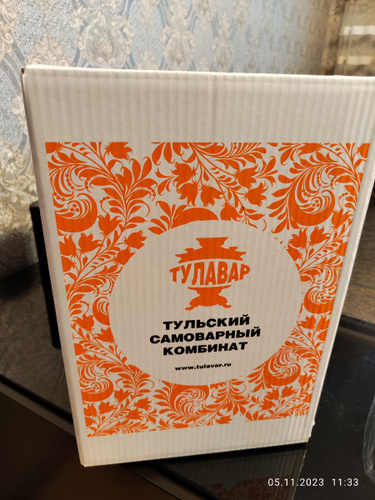 ТУЛАВАР
ТУЛЬСКИЙ
САМОВАРНЫЙ
КОМБИНАТ
www.tulavar.ru
05.11.2023 11:33